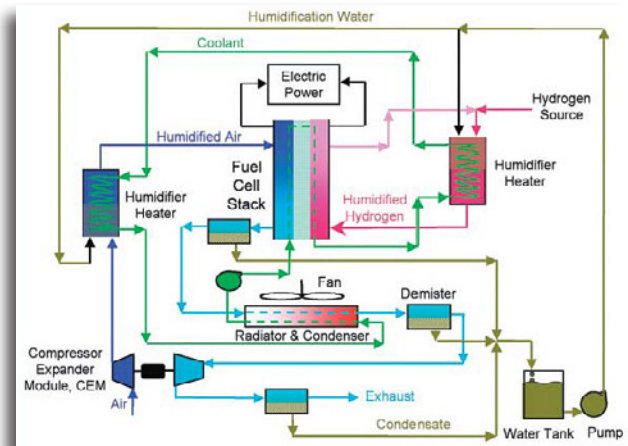 Humidification Water
Coolant
Electric
Power
Hydrogen
Source
Humidified Air
Fuel
Cell
Stack
Humidifier
Heater
Humidified
Hydrogen
Humidifier
Heater
Fan
Radiator & Condenser
Demister
Compressor
Expander
Module, CEM
Air
Exhaust
Condensate
Water Tank
Pump